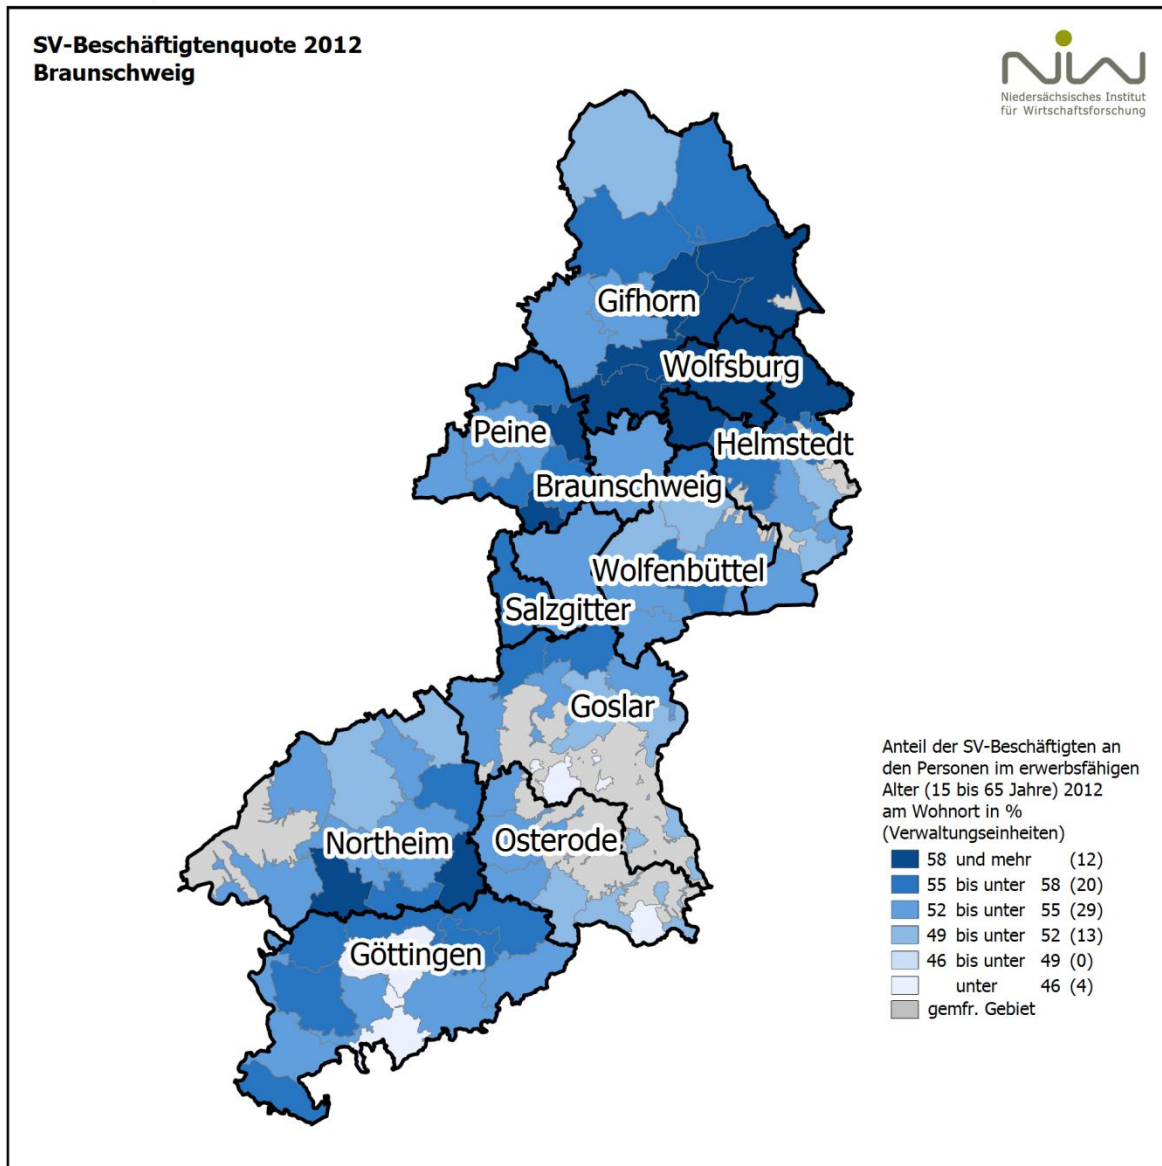 SV-Beschäftigtenquote 2012
Braunschweig
NIW
Niedersächsisches Institut
für Wirtschaftsforschung
Gifhorn
Wolfsburg
Peine
Helmstedt
Braunschweig
Wolfenbüttel
Salzgitter
Goslar
Northeim
Osterode
Göttingen
Anteil der SV-Beschäftigten an
den Personen im erwerbsfähigen
Alter (15 bis 65 Jahre) 2012
am Wohnort in %
(Verwaltungseinheiten)
58 und mehr (12)
55 bis unter 58 (20)
52 bis unter 55 (29)
49 bis unter 52 (13)
46 bis unter 49 (0)
unter 46 (4)
gemfr. Gebiet